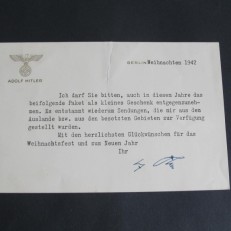 ADOLF HITLER
BERLIN Weihnachten 1942
Ich darf Sie bitten, auch in diesem Jahre das
beifolgende Paket als kleines Geschenk entgegenzuneh-
men. Es entstammt wiederum Sendungen, die mir aus dem
Auslande bzw. aus den besetzten Gebieten zur Verfügung
gestellt wurden.
Mit den herzlichsten Glückwünschen für das
Weihnachtsfest und zum Neuen Jahr
Ihr